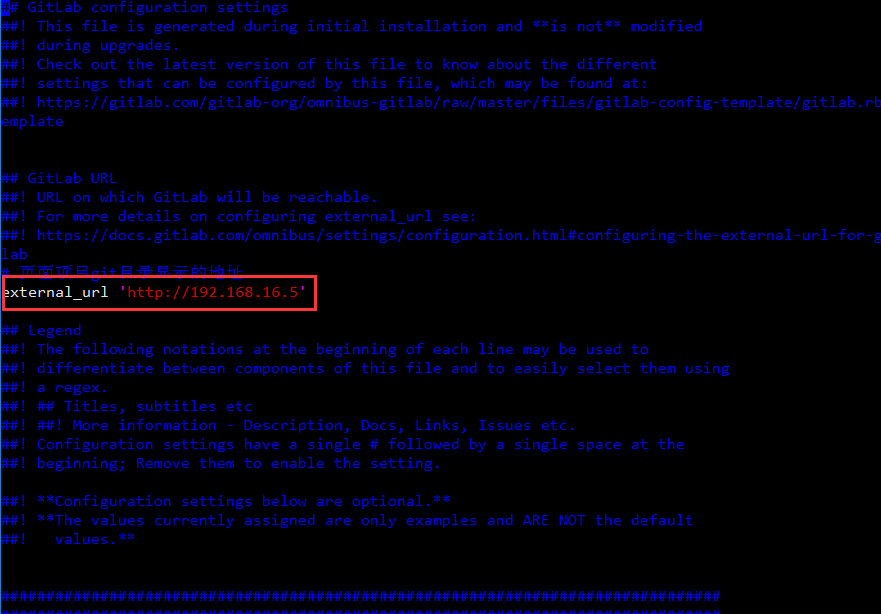 ## GitLab configuration settings
##! This file is generated during initial installation and **is not** modified
##! during upgrades.
##! Check out the latest version of this file to know about the different
##! settings that can be configured by this file, which may be found at:
##! https://gitlab.com/gitlab-org/omnibus-gitlab/raw/master/files/gitlab-config-template/gitlab.rb
emplate
## GitLab URL
##! URL on which GitLab will be reachable.
##! For more details on configuring external_url see:
##! https://docs.gitlab.com/omnibus/settings/configuration.html#configuring-the-external-url-for-g
lab
# 页面项目git目录显示的地址
external_url 'http://192.168.16.5'
## Legend
##! The following notations at the beginning of each line may be used to
##! differentiate between components of this file and to easily select them using
##! a regex.
##! ## Titles, subtitles etc
##! ##! More information - Description, Docs, Links, Issues etc.
##! Configuration settings have a single # followed by a single space at the
##! beginning; Remove them to enable the setting.
##! **Configuration settings below are optional.**
##! **The values currently assigned are only examples and ARE NOT the default
##!   values.**
################################################################################
################################################################################